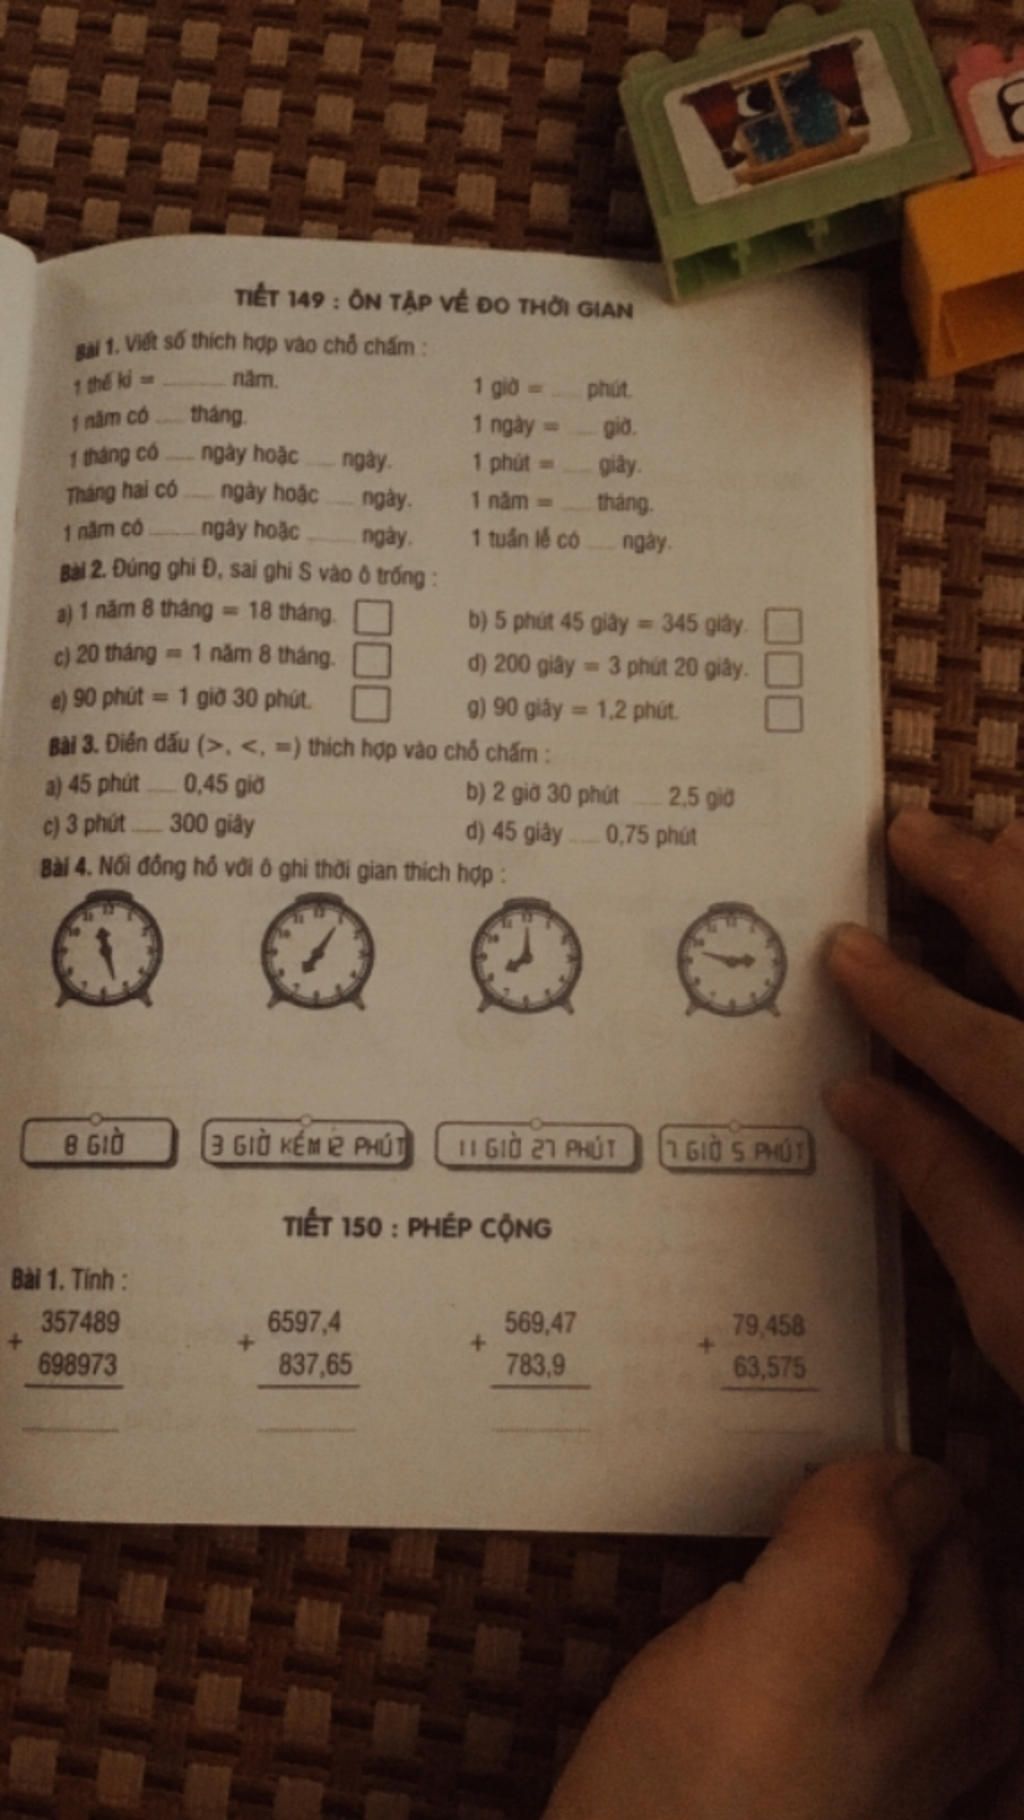 TIẾT 149 : ÔN TẬP VỀ ĐO THỜI GIAN
Bài 1. Viết số thích hợp vào chỗ chấm :
1 thế kỉ = ........ năm. 1 giờ = .... phút.
1 năm có .... tháng. 1 ngày = .... giờ.
1 tháng có .... ngày hoặc .... ngày. 1 phút = .... giây.
Tháng hai có .... ngày hoặc .... ngày. 1 năm = .... tháng.
1 năm có ...... ngày hoặc ...... ngày. 1 tuần lễ có .... ngày.
Bài 2. Đúng ghi Đ, sai ghi S vào ô trống :
a) 1 năm 8 tháng = 18 tháng. b) 5 phút 45 giây = 345 giây.
c) 20 tháng = 1 năm 8 tháng. d) 200 giây = 3 phút 20 giây.
e) 90 phút = 1 giờ 30 phút. g) 90 giây = 1,2 phút.
Bài 3. Điền dấu (>, <, =) thích hợp vào chỗ chấm :
a) 45 phút .... 0,45 giờ b) 2 giờ 30 phút .... 2,5 giờ
c) 3 phút .... 300 giây d) 45 giây .... 0,75 phút
Bài 4. Nối đồng hồ với ô ghi thời gian thích hợp :
8 GIỜ 3 GIỜ KÉM 12 PHÚT 11 GIỜ 27 PHÚT 7 GIỜ 5 PHÚT
TIẾT 150 : PHÉP CỘNG
Bài 1. Tính :
357489 6597,4 569,47 79,458
+ + + +
698973 837,65 783,9 63,575